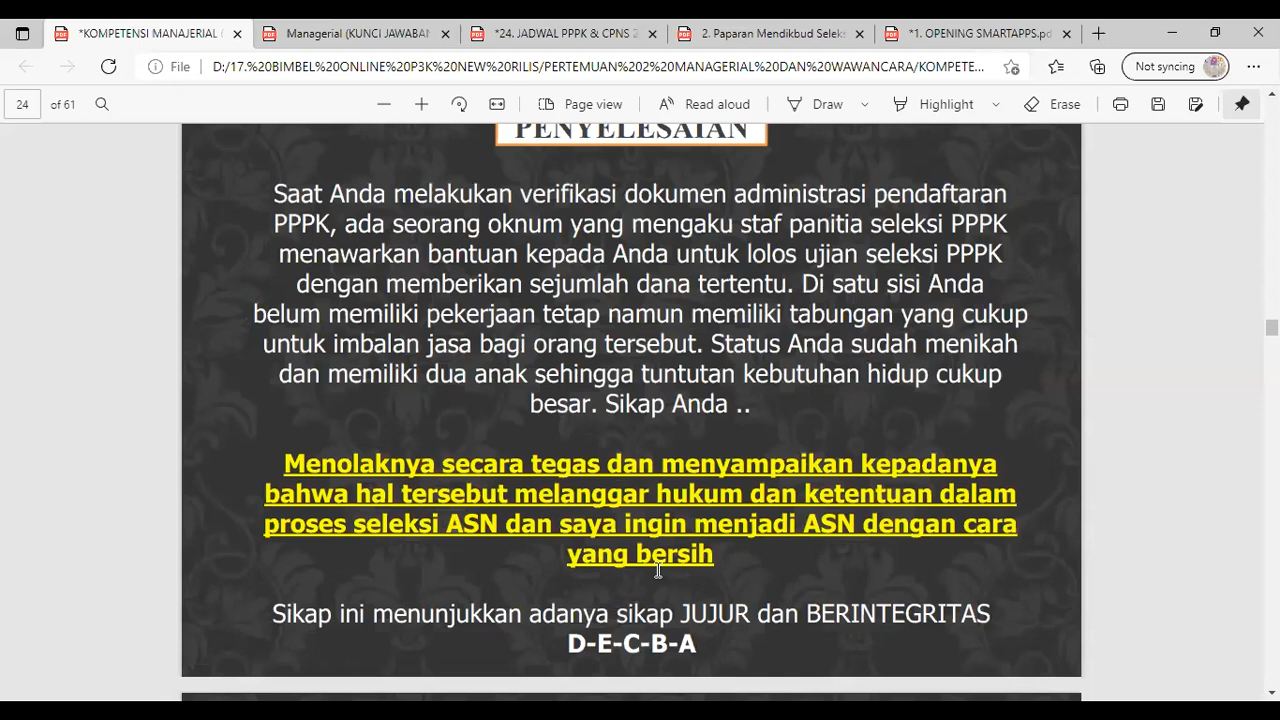 *KOMPETENSI MANAJERIAL (
Managerial (KUNCI JAWABAN
*24. JADWAL PPPK & CPNS 2
2. Paparan Mendikbud Seleks
*1. OPENING SMARTAPPS.pd
File
D:/17.%20BIMBEL%20ONLINE%20P3K%20NEW%20RILIS/PERTEMUAN%202%20MANAGERIAL%20DAN%20WAWANCARA/KOMPETE...
Not syncing
24 of 61
Page view
Read aloud
Draw
Highlight
Erase
PENYELESAIAN
Saat Anda melakukan verifikasi dokumen administrasi pendaftaran
PPPK, ada seorang oknum yang mengaku staf panitia seleksi PPPK
menawarkan bantuan kepada Anda untuk lolos ujian seleksi PPPK
dengan memberikan sejumlah dana tertentu. Di satu sisi Anda
belum memiliki pekerjaan tetap namun memiliki tabungan yang cukup
untuk imbalan jasa bagi orang tersebut. Status Anda sudah menikah
dan memiliki dua anak sehingga tuntutan kebutuhan hidup cukup
besar. Sikap Anda ..
Menolaknya secara tegas dan menyampaikan kepadanya
bahwa hal tersebut melanggar hukum dan ketentuan dalam
proses seleksi ASN dan saya ingin menjadi ASN dengan cara
yang bersih
Sikap ini menunjukkan adanya sikap JUJUR dan BERINTEGRITAS
D-E-C-B-A